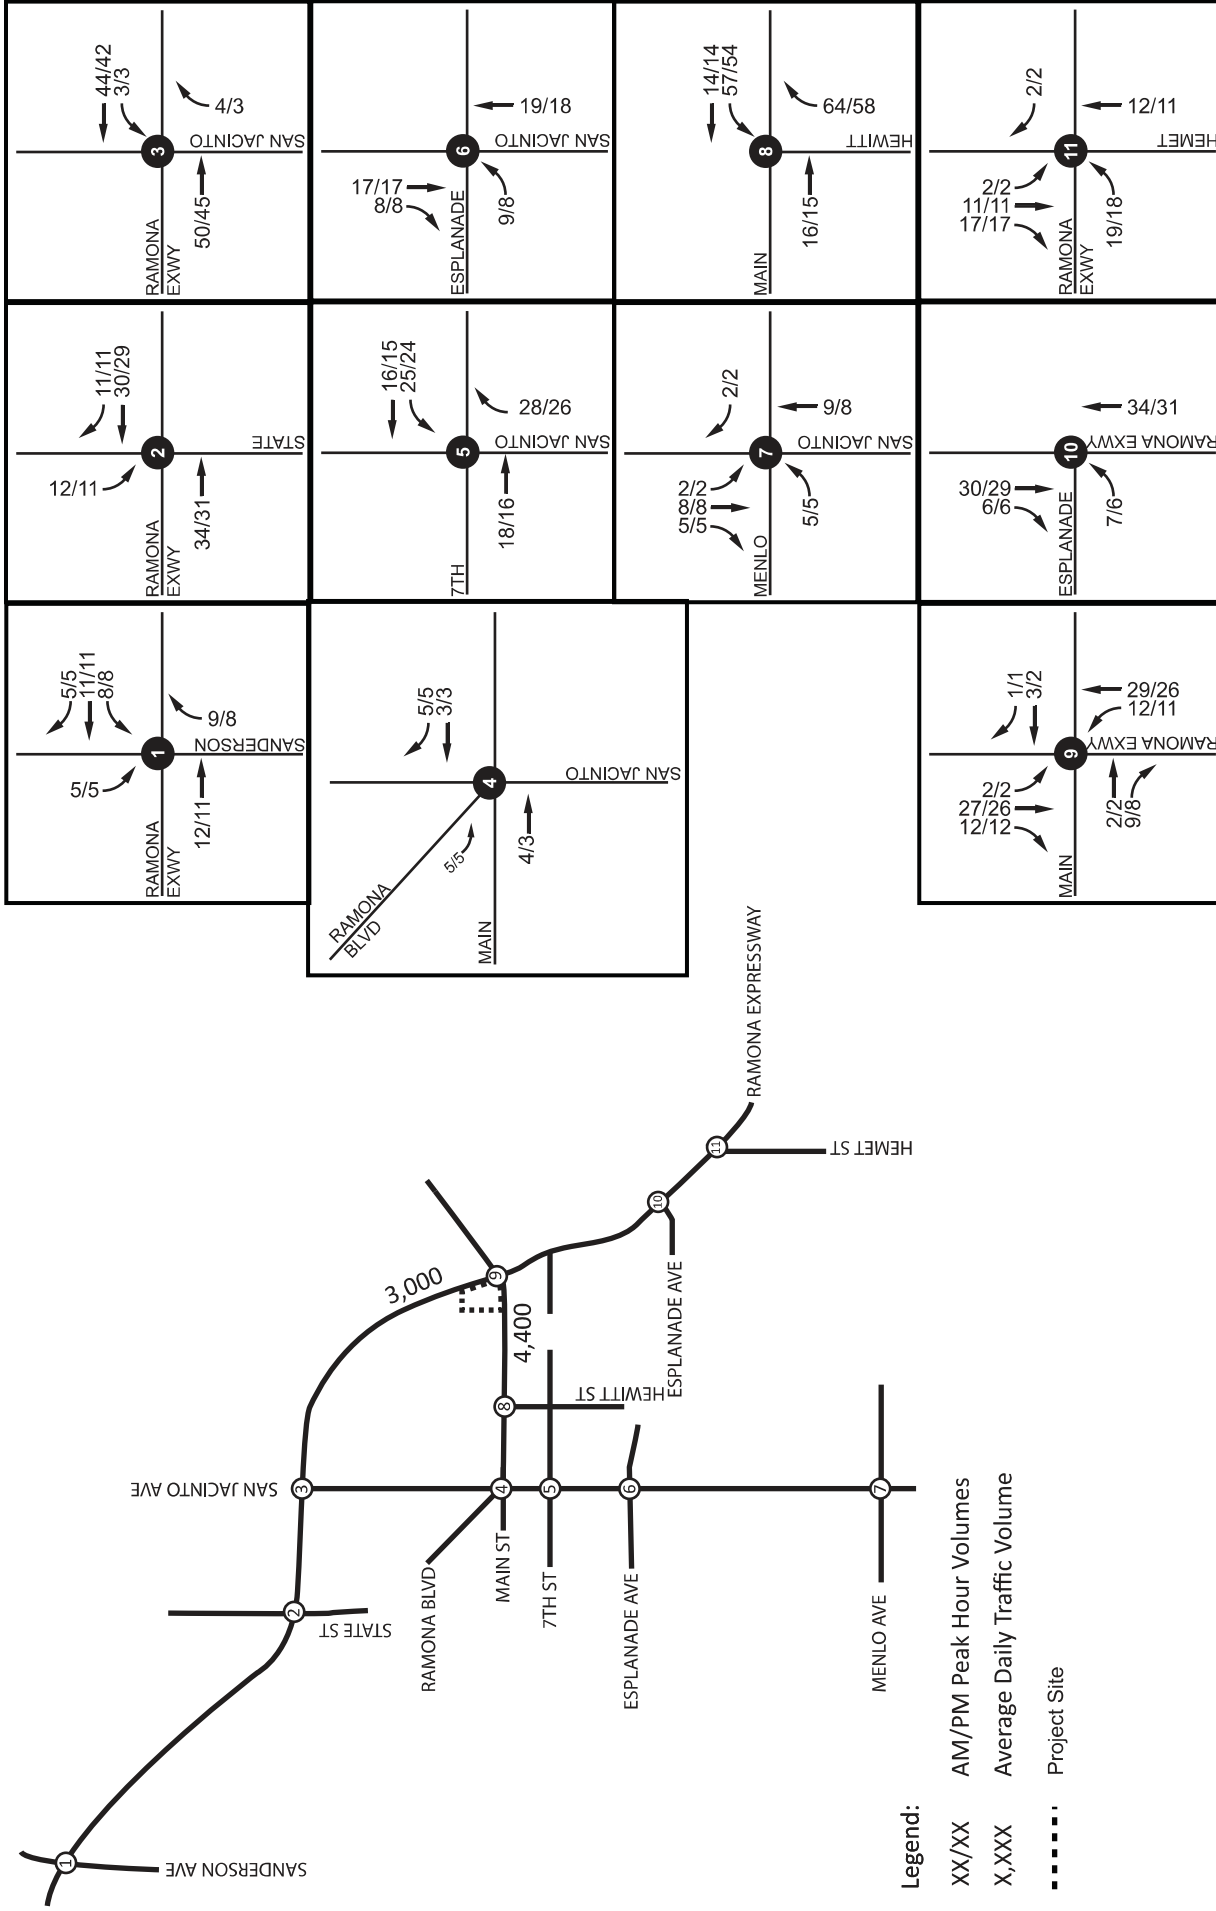 SANDERSON AVE
1
STATE ST
2
SAN JACINTO AVE
3
RAMONA BLVD
4
MAIN ST
7TH ST
5
ESPLANADE AVE
6
MENLO AVE
7
8
HEWITT ST
9
3,000
4,400
10
ESPLANADE AVE
11
HEMET ST
RAMONA EXPRESSWAY
Legend:
XX/XX AM/PM Peak Hour Volumes
X,XXX Average Daily Traffic Volume
Project Site
1
RAMONA
EXWY
SANDERSON
5/5
5/5
11/11
8/8
9/8
12/11
2
RAMONA
EXWY
STATE
12/11
11/11
30/29
34/31
3
RAMONA
EXWY
SAN JACINTO
44/42
3/3
4/3
50/45
4
RAMONA
BLVD
MAIN
SAN JACINTO
5/5
5/5
3/3
4/3
5
7TH
SAN JACINTO
16/15
25/24
28/26
18/16
6
ESPLANADE
SAN JACINTO
17/17
8/8
19/18
9/8
7
MENLO
SAN JACINTO
2/2
8/8
5/5
2/2
9/8
5/5
8
MAIN
HEWITT
14/14
57/54
64/58
16/15
9
MAIN
RAMONA EXWY
2/2
27/26
12/12
1/1
3/2
29/26
12/11
2/2
9/8
10
ESPLANADE
RAMONA EXWY
30/29
6/6
34/31
7/6
11
RAMONA
EXWY
HEMET
2/2
11/11
17/17
2/2
12/11
19/18